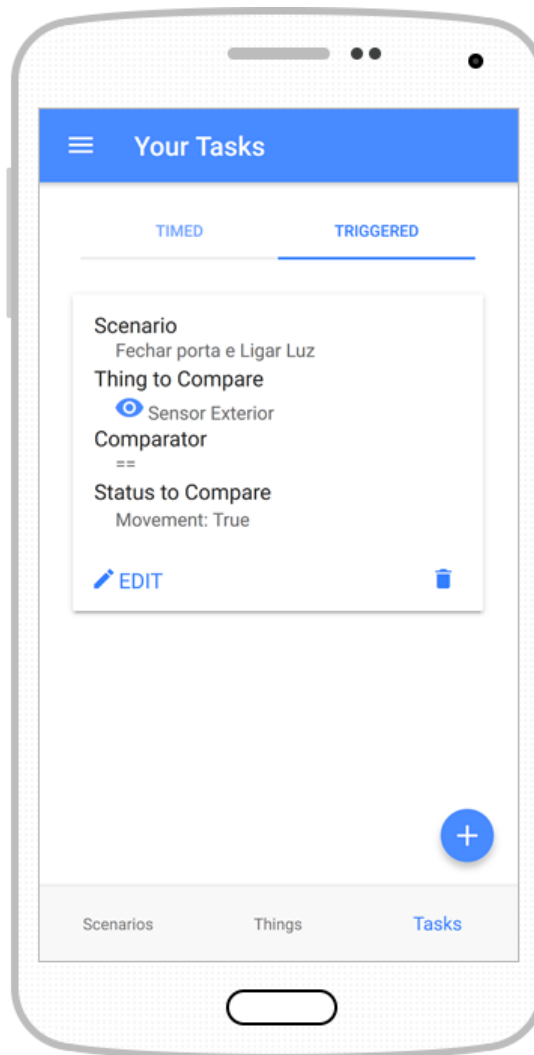 Your Tasks
TIMED
TRIGGERED
Scenario
Fechar porta e Ligar Luz
Thing to Compare
Sensor Exterior
Comparator
==
Status to Compare
Movement: True
EDIT
Scenarios
Things
Tasks